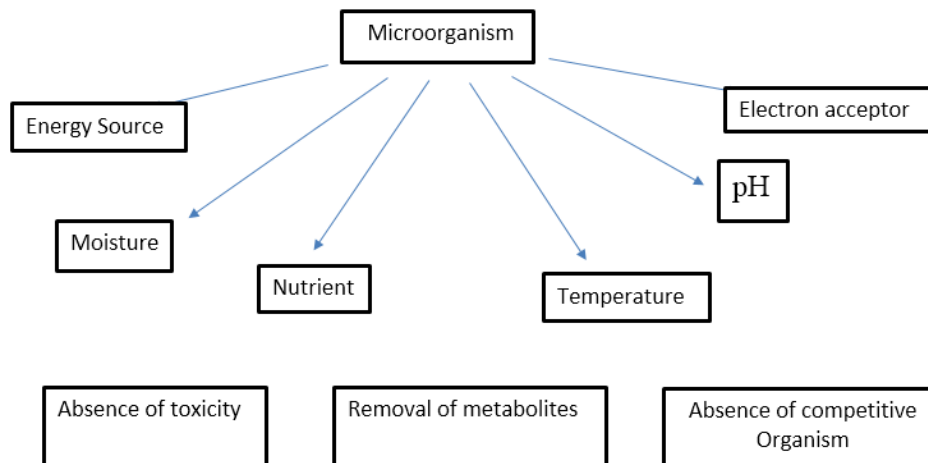 Microorganism
Energy Source
Electron acceptor
pH
Moisture
Nutrient
Temperature
Absence of toxicity
Removal of metabolites
Absence of competitive
Organism